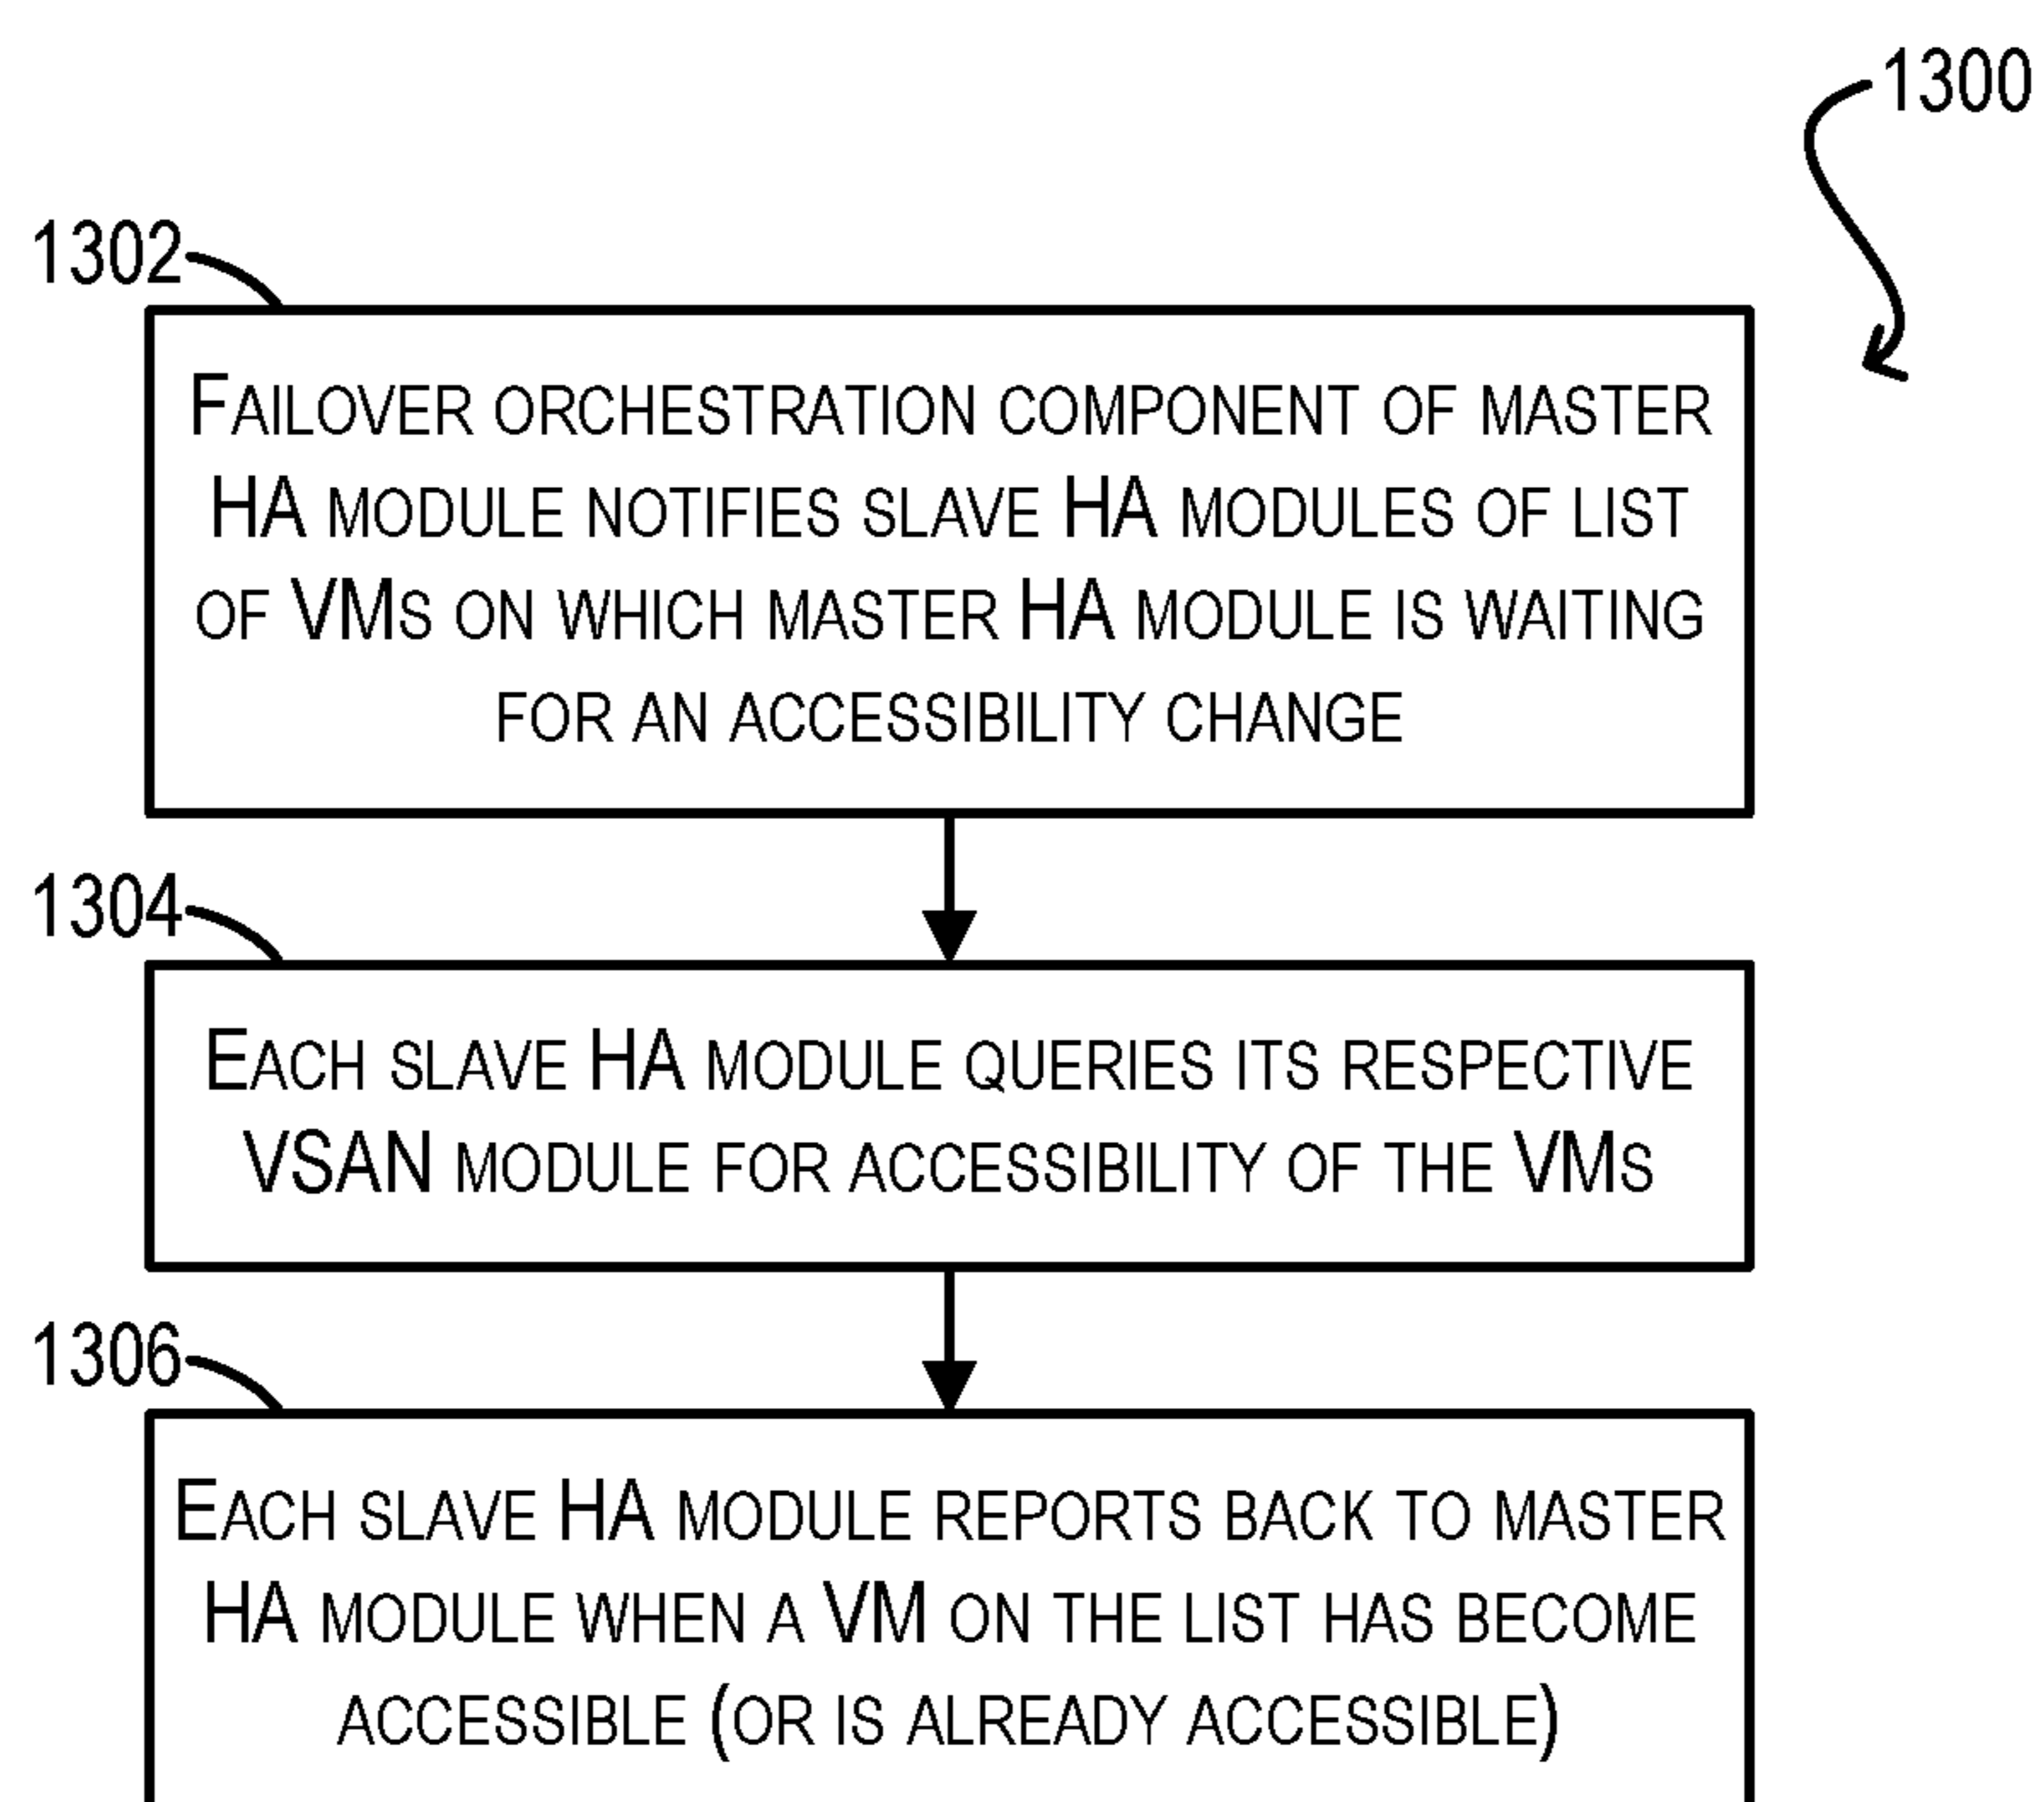 1300
1302
FAILOVER ORCHESTRATION COMPONENT OF MASTER
HA MODULE NOTIFIES SLAVE HA MODULES OF LIST
OF VMS ON WHICH MASTER HA MODULE IS WAITING
FOR AN ACCESSIBILITY CHANGE
1304
EACH SLAVE HA MODULE QUERIES ITS RESPECTIVE
VSAN MODULE FOR ACCESSIBILITY OF THE VMS
1306
EACH SLAVE HA MODULE REPORTS BACK TO MASTER
HA MODULE WHEN A VM ON THE LIST HAS BECOME
ACCESSIBLE (OR IS ALREADY ACCESSIBLE)